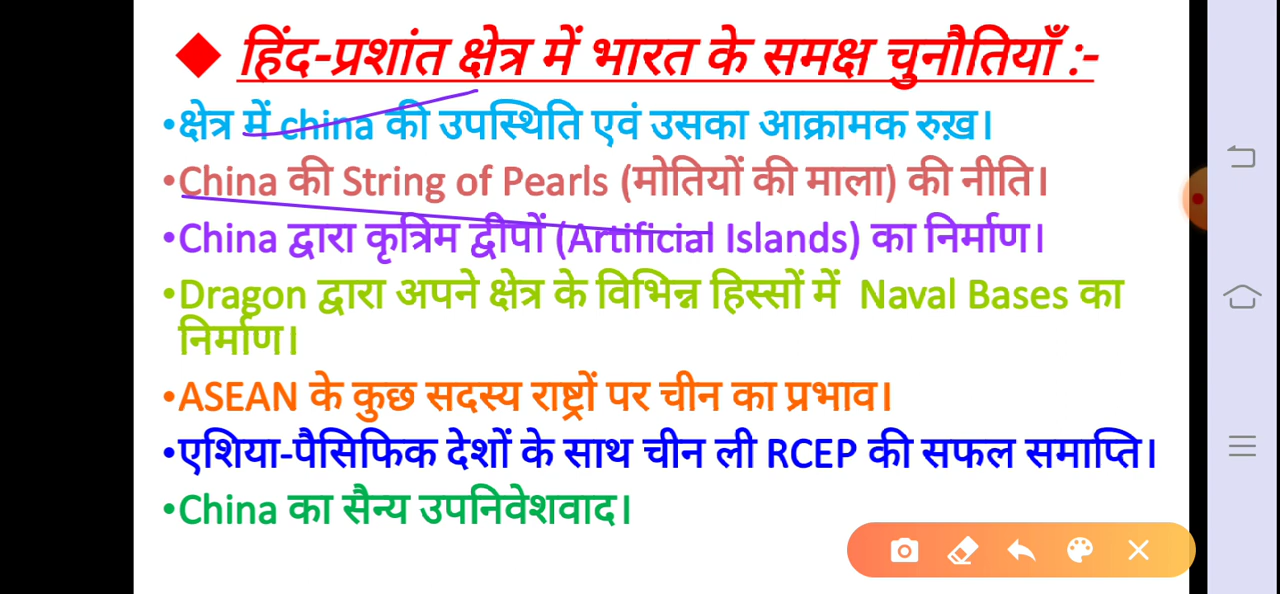 ◆ हिंद-प्रशांत क्षेत्र में भारत के समक्ष चुनौतियाँ :-
•क्षेत्र में china की उपस्थिति एवं उसका आक्रामक रुख़।
•China की String of Pearls (मोतियों की माला) की नीति।
•China द्वारा कृत्रिम द्वीपों (Artificial Islands) का निर्माण।
•Dragon द्वारा अपने क्षेत्र के विभिन्न हिस्सों में Naval Bases का
निर्माण।
•ASEAN के कुछ सदस्य राष्ट्रों पर चीन का प्रभाव।
•एशिया-पैसिफिक देशों के साथ चीन ली RCEP की सफल समाप्ति।
•China का सैन्य उपनिवेशवाद।